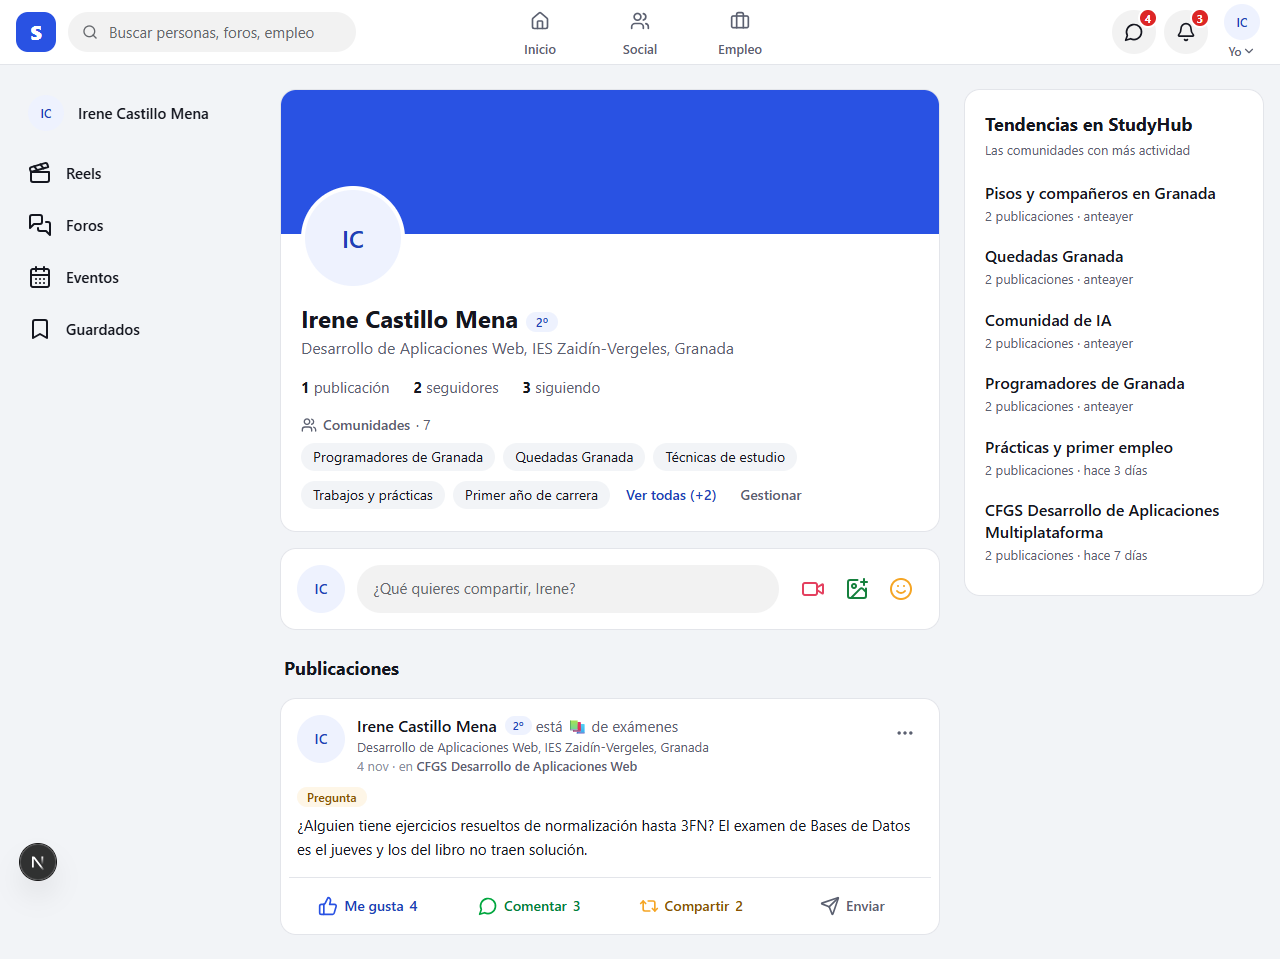 S
Buscar personas, foros, empleo
Inicio
Social
Empleo
4
3
IC
Yo
IC
Irene Castillo Mena
Reels
Foros
Eventos
Guardados
N
IC
Irene Castillo Mena 2º
Desarrollo de Aplicaciones Web, IES Zaidín-Vergeles, Granada
1 publicación 2 seguidores 3 siguiendo
Comunidades · 7
Programadores de Granada Quedadas Granada Técnicas de estudio
Trabajos y prácticas Primer año de carrera Ver todas (+2) Gestionar
IC
¿Qué quieres compartir, Irene?
Publicaciones
IC
Irene Castillo Mena 2º está de exámenes
Desarrollo de Aplicaciones Web, IES Zaidín-Vergeles, Granada
4 nov · en CFGS Desarrollo de Aplicaciones Web
Pregunta
¿Alguien tiene ejercicios resueltos de normalización hasta 3FN? El examen de Bases de Datos
es el jueves y los del libro no traen solución.
Me gusta 4
Comentar 3
Compartir 2
Enviar
Tendencias en StudyHub
Las comunidades con más actividad
Pisos y compañeros en Granada
2 publicaciones · anteayer
Quedadas Granada
2 publicaciones · anteayer
Comunidad de IA
2 publicaciones · anteayer
Programadores de Granada
2 publicaciones · anteayer
Prácticas y primer empleo
2 publicaciones · hace 3 días
CFGS Desarrollo de Aplicaciones
Multiplataforma
2 publicaciones · hace 7 días